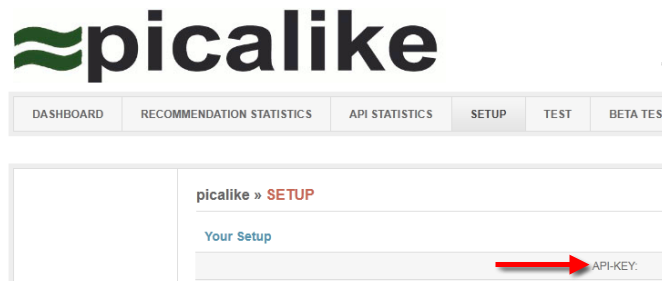 picalike
DASHBOARD RECOMMENDATION STATISTICS API STATISTICS SETUP TEST BETA TES
picalike » SETUP
Your Setup
API-KEY: